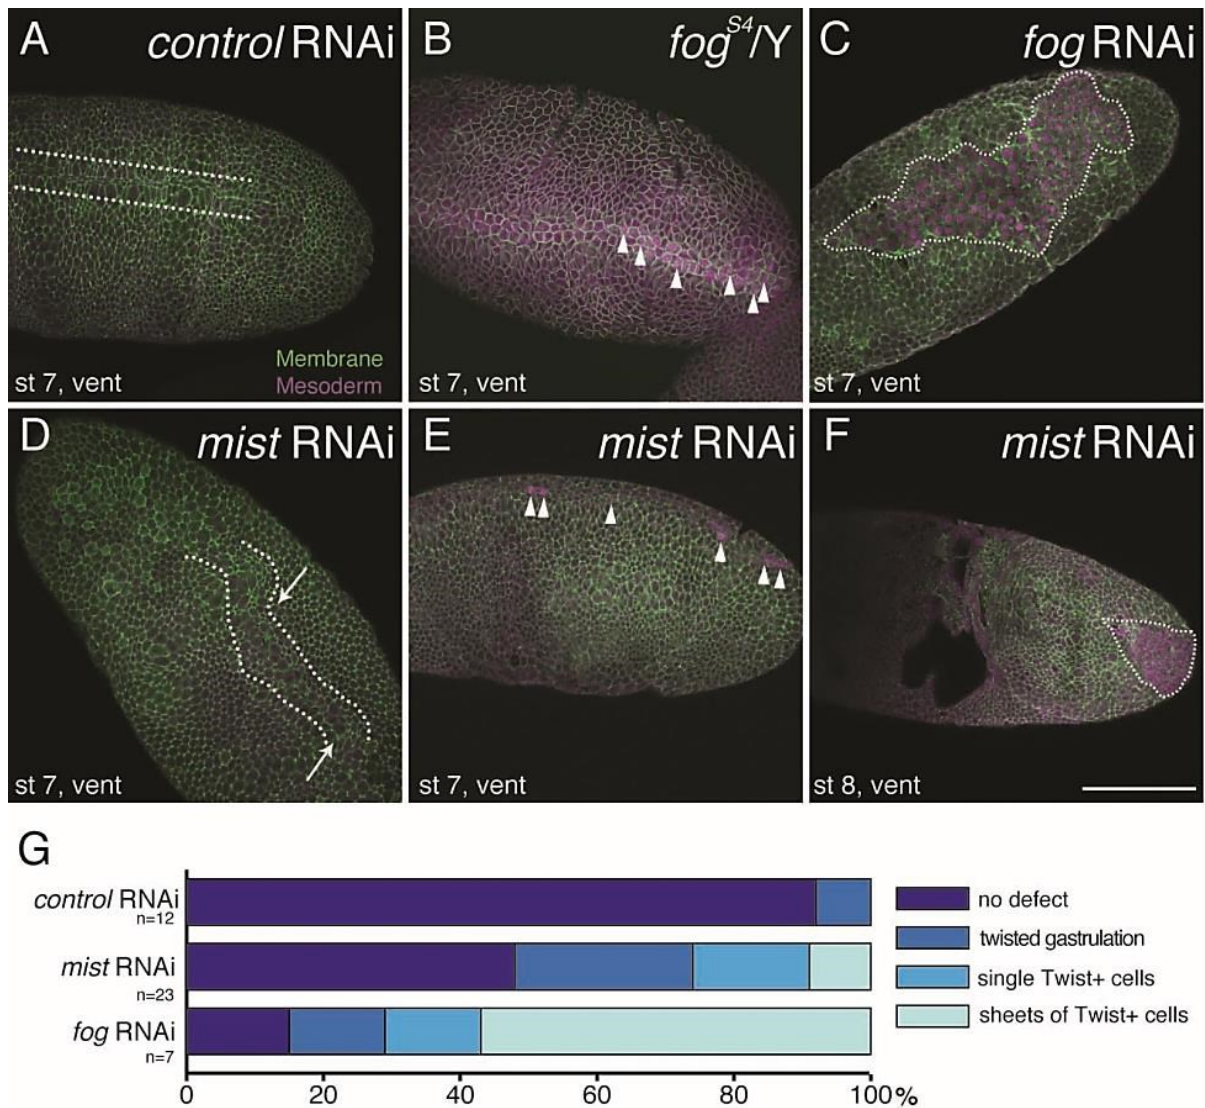 A
control RNAi
Membrane
Mesoderm
st 7, vent
B
fog^S4/Y
st 7, vent
C
fog RNAi
st 7, vent
D
mist RNAi
st 7, vent
E
mist RNAi
st 7, vent
F
mist RNAi
st 8, vent
G
control RNAi
n=12
mist RNAi
n=23
fog RNAi
n=7
0 20 40 60 80 100%
no defect
twisted gastrulation
single Twist+ cells
sheets of Twist+ cells